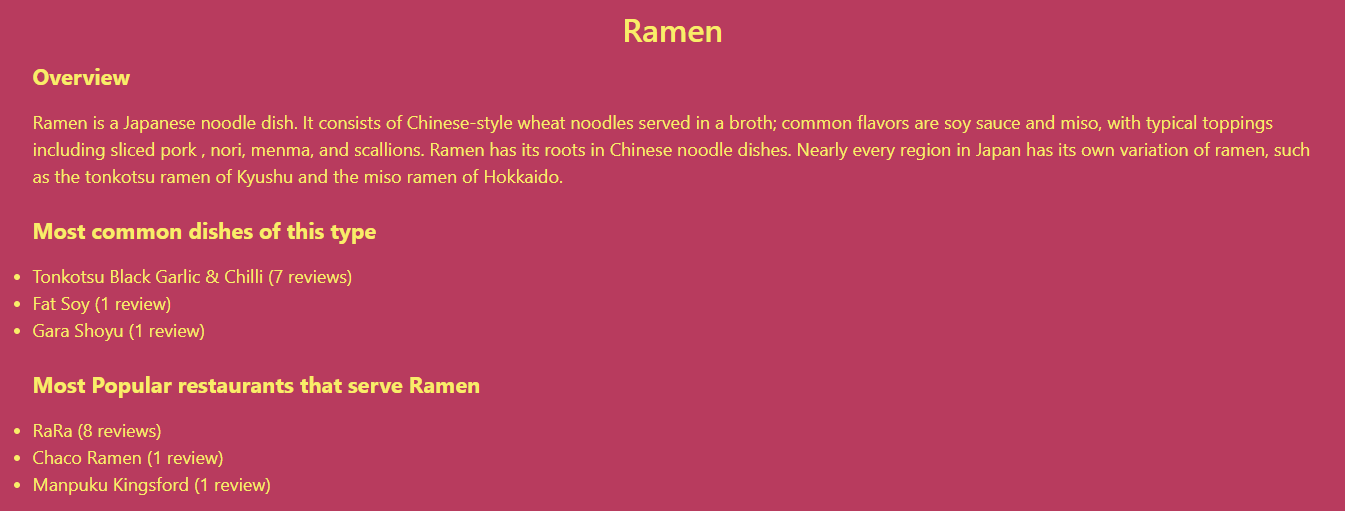 Ramen
Overview
Ramen is a Japanese noodle dish. It consists of Chinese-style wheat noodles served in a broth; common flavors are soy sauce and miso, with typical toppings
including sliced pork , nori, menma, and scallions. Ramen has its roots in Chinese noodle dishes. Nearly every region in Japan has its own variation of ramen, such
as the tonkotsu ramen of Kyushu and the miso ramen of Hokkaido.
Most common dishes of this type
• Tonkotsu Black Garlic & Chilli (7 reviews)
• Fat Soy (1 review)
• Gara Shoyu (1 review)
Most Popular restaurants that serve Ramen
• RaRa (8 reviews)
• Chaco Ramen (1 review)
• Manpuku Kingsford (1 review)